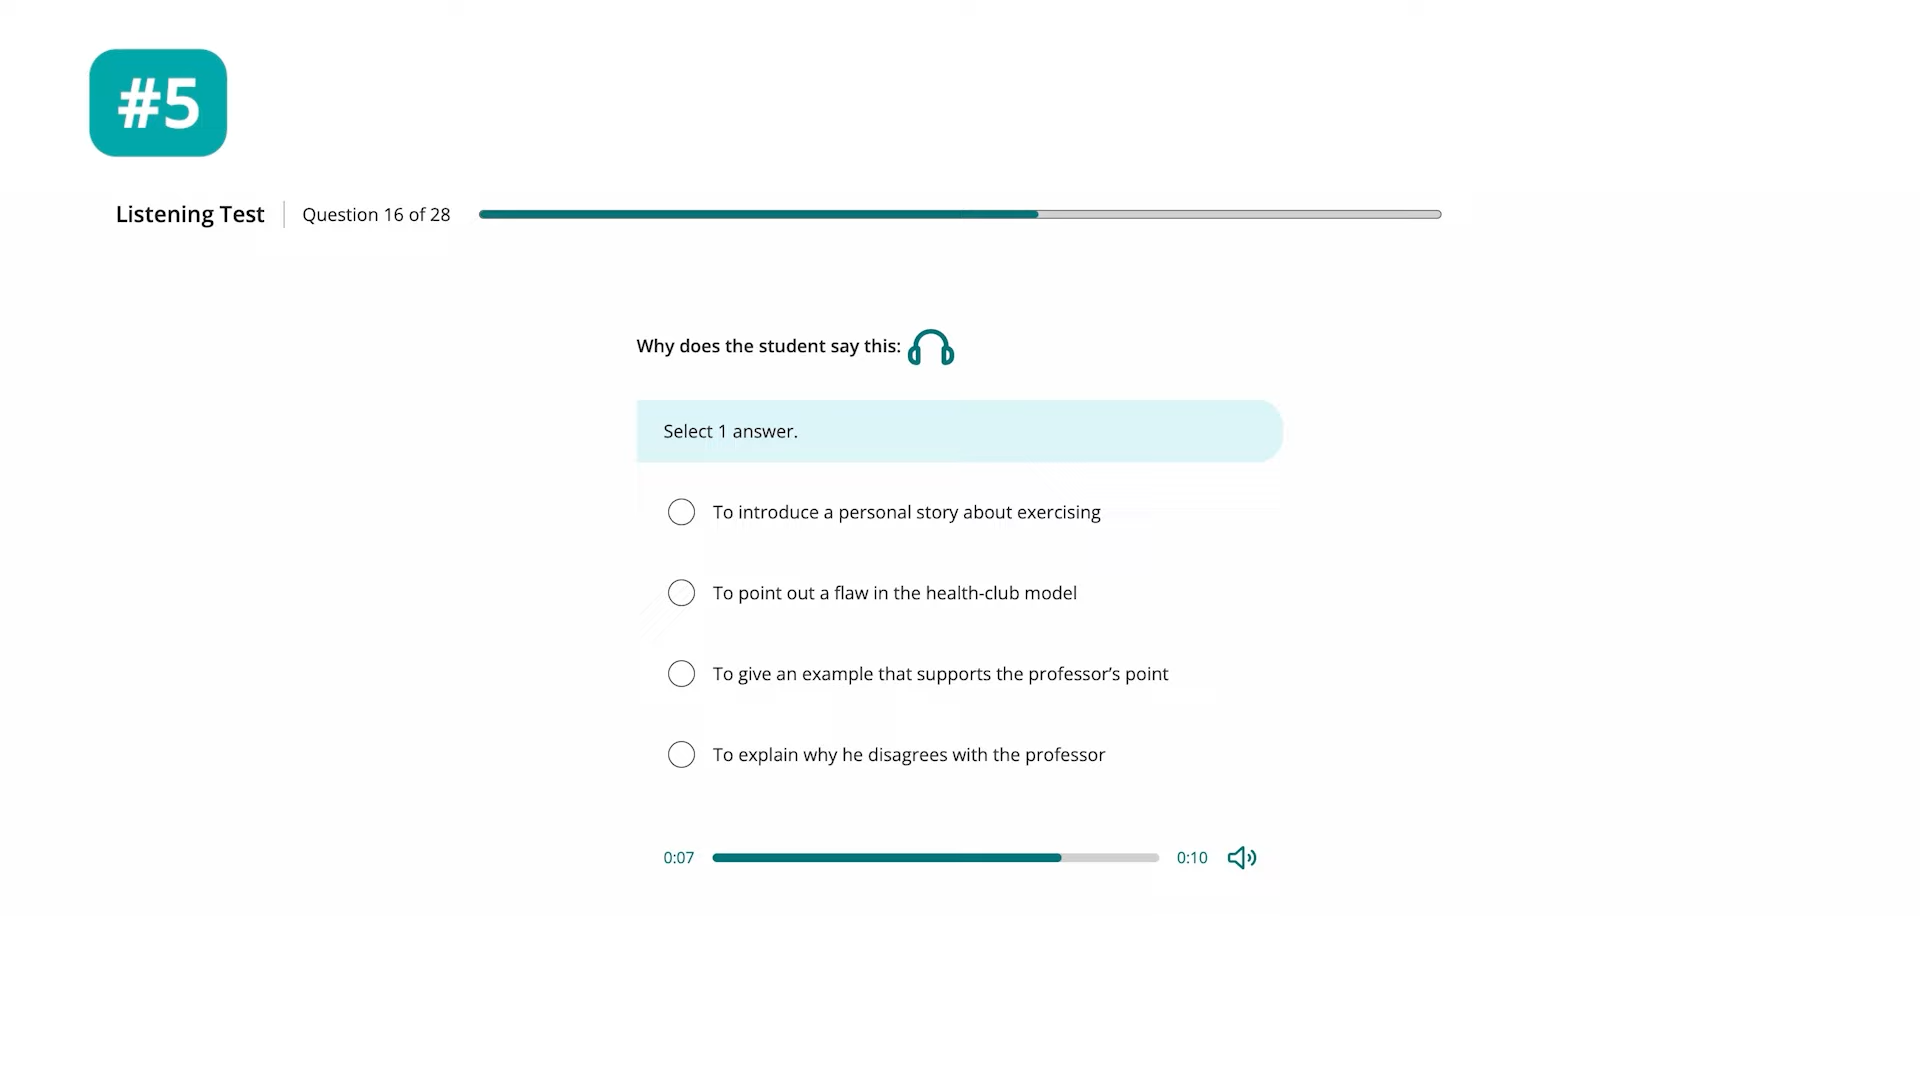 #5
Listening Test
Question 16 of 28
Why does the student say this:
Select 1 answer.
To introduce a personal story about exercising
To point out a flaw in the health-club model
To give an example that supports the professor’s point
To explain why he disagrees with the professor
0:07
0:10